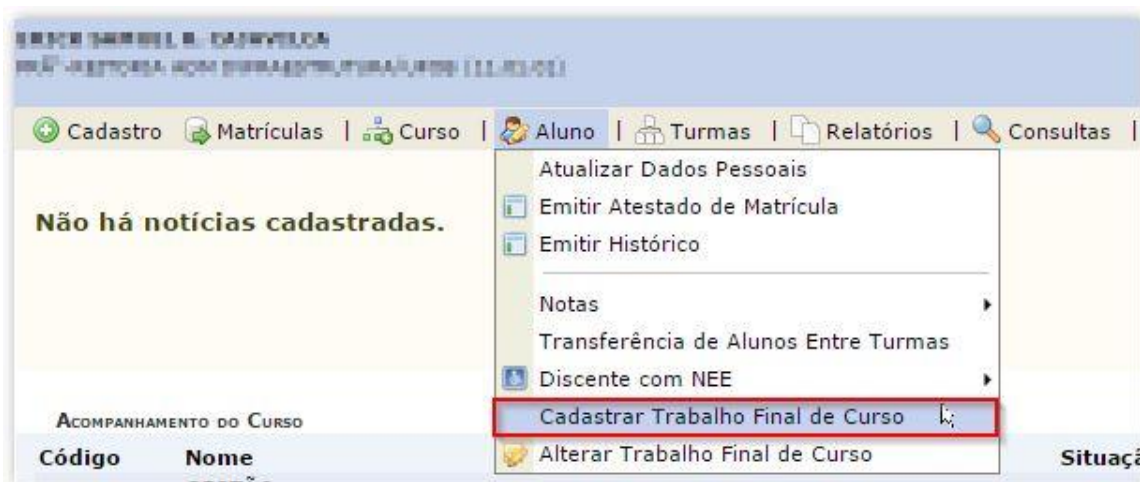 Cadastro Matrículas | Curso | Aluno | Turmas | Relatórios | Consultas |
Atualizar Dados Pessoais
Emitir Atestado de Matrícula
Não há notícias cadastradas.
Emitir Histórico
Notas
Transferência de Alunos Entre Turmas
Discente com NEE
Cadastrar Trabalho Final de Curso
ACOMPANHAMENTO DO CURSO
Alterar Trabalho Final de Curso
Código Nome Situaçã